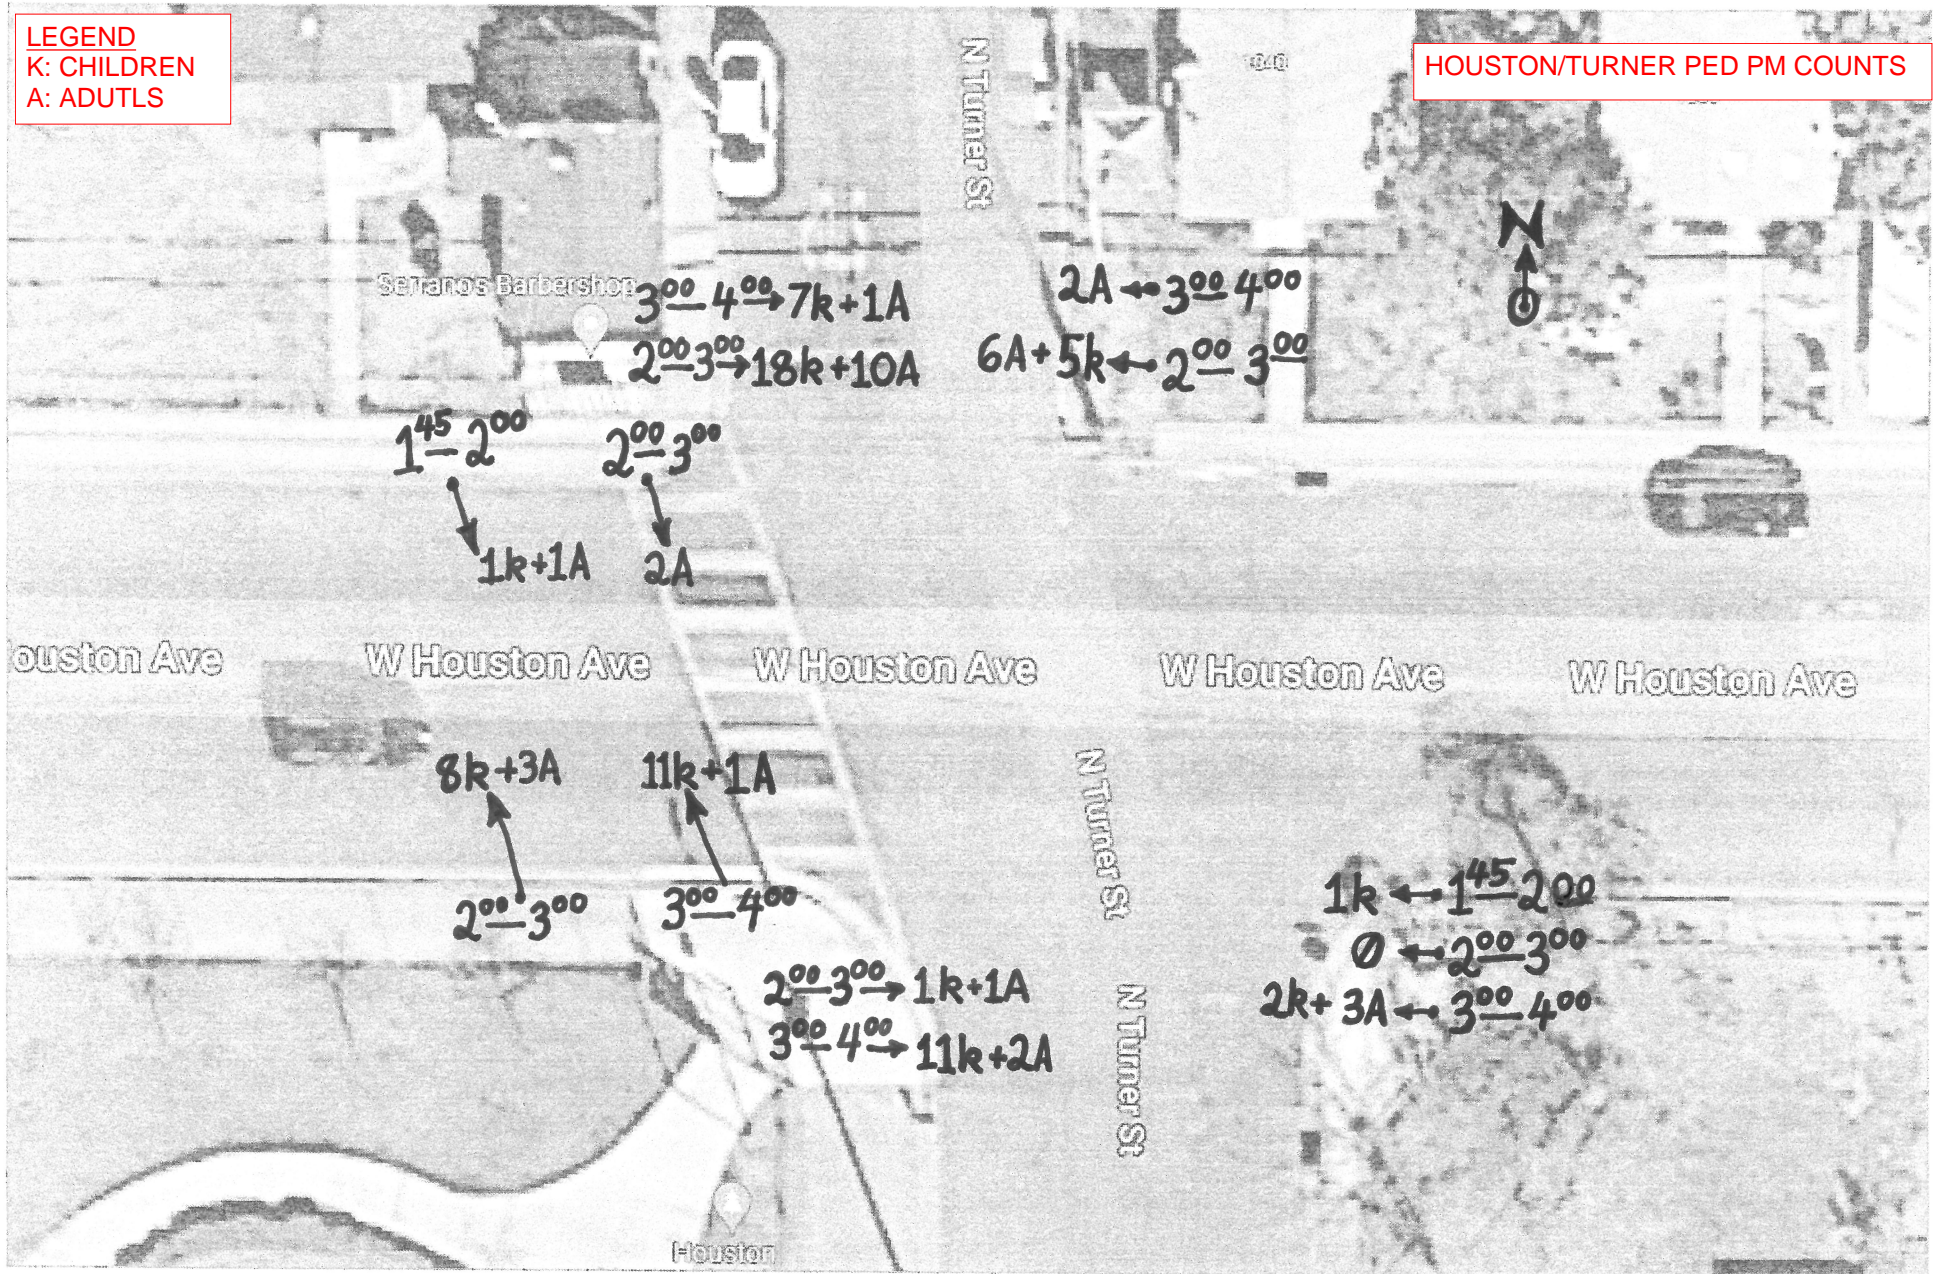 LEGEND
K: CHILDREN
A: ADUTLS
HOUSTON/TURNER PED PM COUNTS
N Turner St
N
Serranos Barbershop
3⁰⁰ — 4⁰⁰ → 7k+1A
2A ← 3⁰⁰ — 4⁰⁰
2⁰⁰ — 3⁰⁰ → 18k+10A
6A+5k ← 2⁰⁰ — 3⁰⁰
1⁴⁵ — 2⁰⁰
2⁰⁰ — 3⁰⁰
1k+1A
2A
ouston Ave
W Houston Ave
W Houston Ave
W Houston Ave
W Houston Ave
8k+3A
11k+1A
N Turner St
2⁰⁰ — 3⁰⁰
3⁰⁰ — 4⁰⁰
1k ← 1⁴⁵ — 2⁰⁰
0 ← 2⁰⁰ — 3⁰⁰
2⁰⁰ — 3⁰⁰ → 1k+1A
2k+3A ← 3⁰⁰ — 4⁰⁰
3⁰⁰ — 4⁰⁰ → 11k+2A
N Turner St
Houston